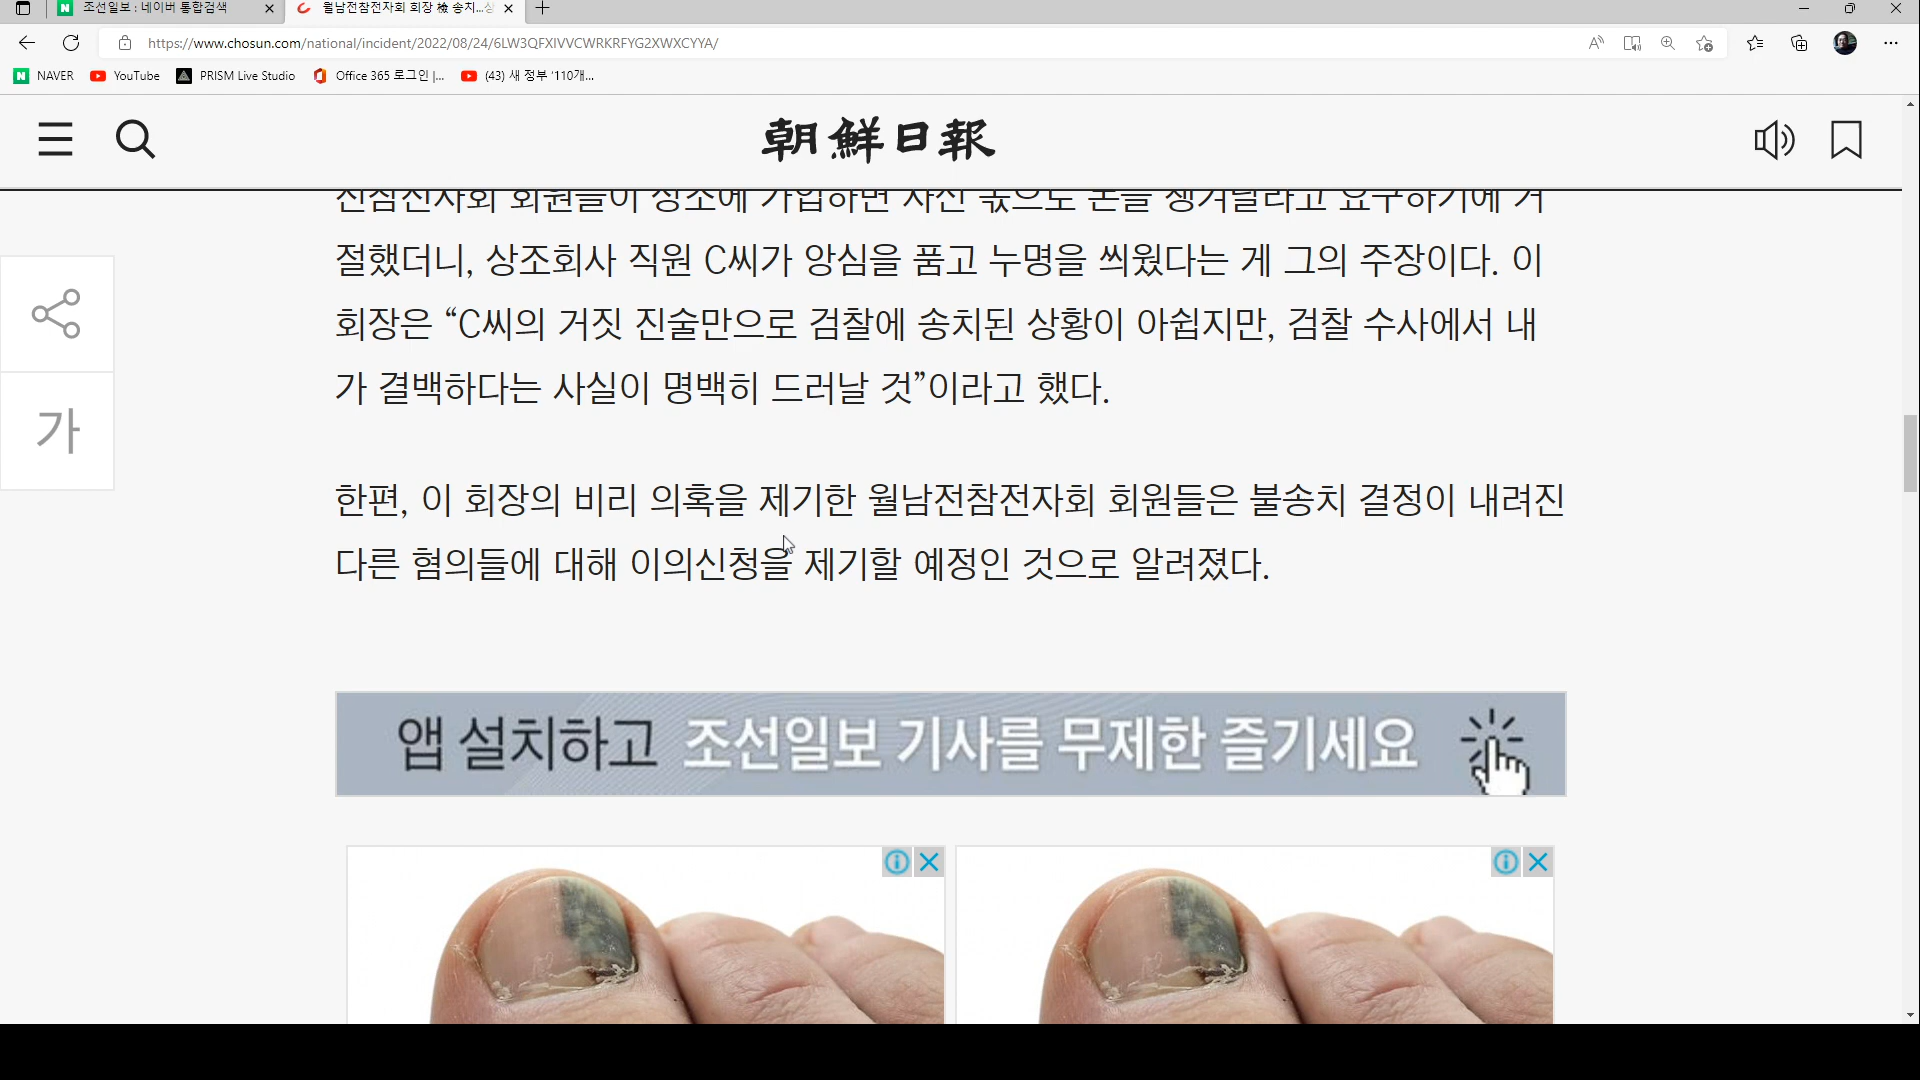 조선일보 : 네이버 통합검색
월남전참전자회 회장 檢 송치...
https://www.chosun.com/national/incident/2022/08/24/6LW3QFXIVVCWRKRFYG2XWXCYYA/
NAVER
YouTube
PRISM Live Studio
Office 365 로그인 |...
(43) 새 정부 '110개...
朝鮮日報
전참전자회 회원들이 상조에 가입하면 자신 몫으로 돈을 챙겨달라고 요구하기에 거
절했더니, 상조회사 직원 C씨가 앙심을 품고 누명을 씌웠다는 게 그의 주장이다. 이
회장은 “C씨의 거짓 진술만으로 검찰에 송치된 상황이 아쉽지만, 검찰 수사에서 내
가 결백하다는 사실이 명백히 드러날 것”이라고 했다.
가
한편, 이 회장의 비리 의혹을 제기한 월남전참전자회 회원들은 불송치 결정이 내려진
다른 혐의들에 대해 이의신청을 제기할 예정인 것으로 알려졌다.
앱 설치하고 조선일보 기사를 무제한 즐기세요